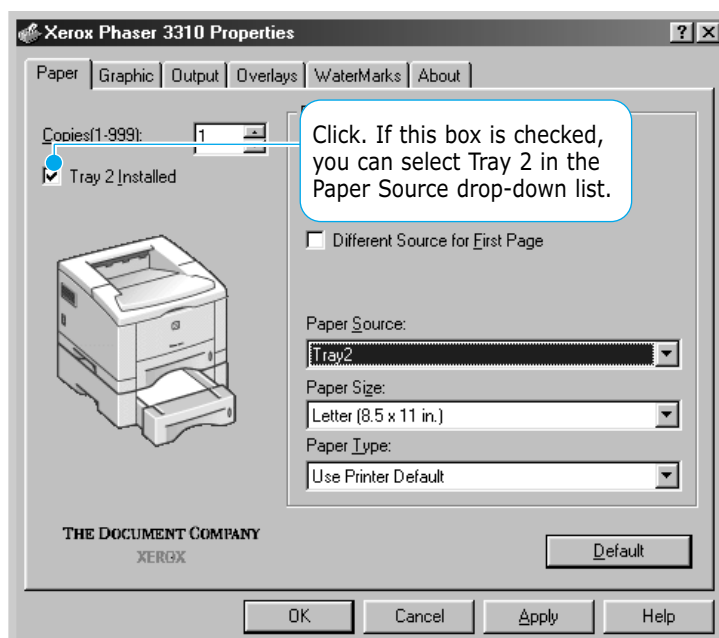 Xerox Phaser 3310 Properties
Paper Graphic Output Overlays WaterMarks About
Copies(1-999): 1
Tray 2 Installed
Click. If this box is checked,
you can select Tray 2 in the
Paper Source drop-down list.
Different Source for First Page
Paper Source:
Tray2
Paper Size:
Letter (8.5 x 11 in.)
Paper Type:
Use Printer Default
THE DOCUMENT COMPANY
XEROX
Default
OK Cancel Apply Help